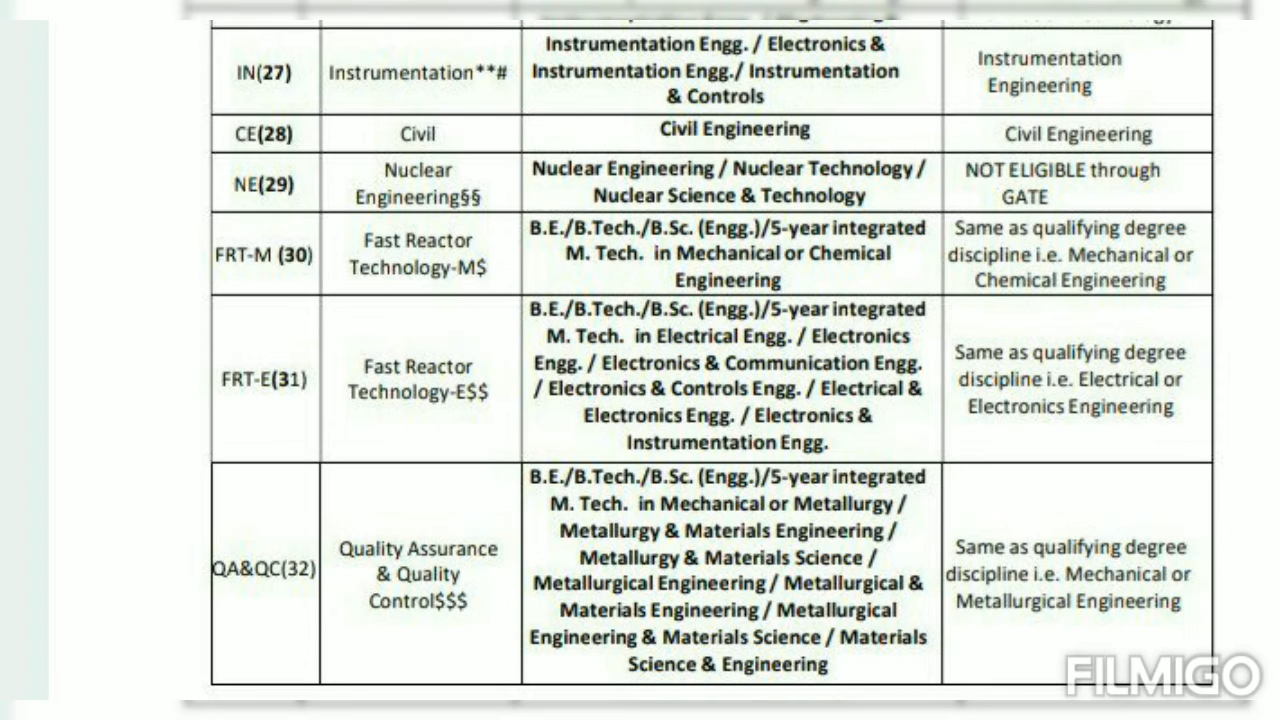 IN(27)
Instrumentation**#
Instrumentation Engg. / Electronics &
Instrumentation Engg./ Instrumentation
& Controls
Instrumentation
Engineering
CE(28)
Civil
Civil Engineering
Civil Engineering
NE(29)
Nuclear
Engineering§§
Nuclear Engineering / Nuclear Technology /
Nuclear Science & Technology
NOT ELIGIBLE through
GATE
FRT-M (30)
Fast Reactor
Technology-M$
B.E./B.Tech./B.Sc. (Engg.)/5-year integrated
M. Tech. in Mechanical or Chemical
Engineering
Same as qualifying degree
discipline i.e. Mechanical or
Chemical Engineering
FRT-E(31)
Fast Reactor
Technology-E$$
B.E./B.Tech./B.Sc. (Engg.)/5-year integrated
M. Tech. in Electrical Engg. / Electronics
Engg. / Electronics & Communication Engg.
/ Electronics & Controls Engg. / Electrical &
Electronics Engg. / Electronics &
Instrumentation Engg.
Same as qualifying degree
discipline i.e. Electrical or
Electronics Engineering
QA&QC(32)
Quality Assurance
& Quality
Control$$$
B.E./B.Tech./B.Sc. (Engg.)/5-year integrated
M. Tech. in Mechanical or Metallurgy /
Metallurgy & Materials Engineering /
Metallurgy & Materials Science /
Metallurgical Engineering / Metallurgical &
Materials Engineering / Metallurgical
Engineering & Materials Science / Materials
Science & Engineering
Same as qualifying degree
discipline i.e. Mechanical or
Metallurgical Engineering
FILMIGO